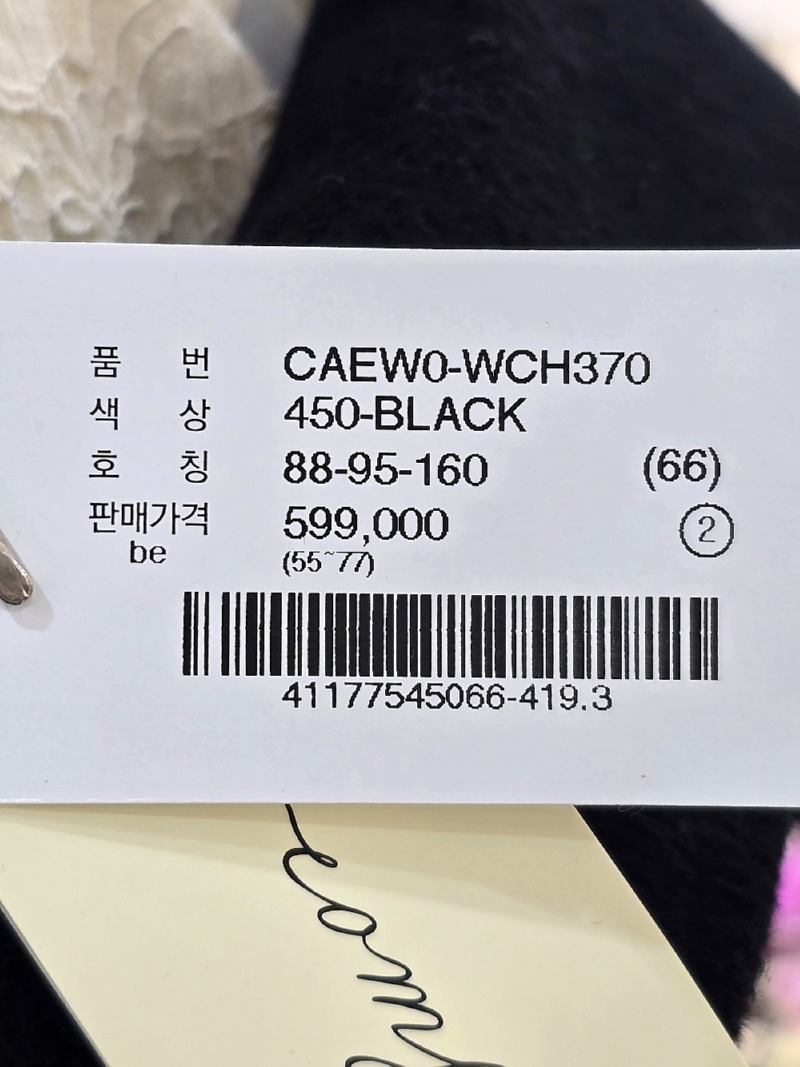 품 번 CAEW0-WCH370
색 상 450-BLACK
호 칭 88-95-160 (66)
판매가격 599,000 ②
be (55~77)
41177545066-419.3